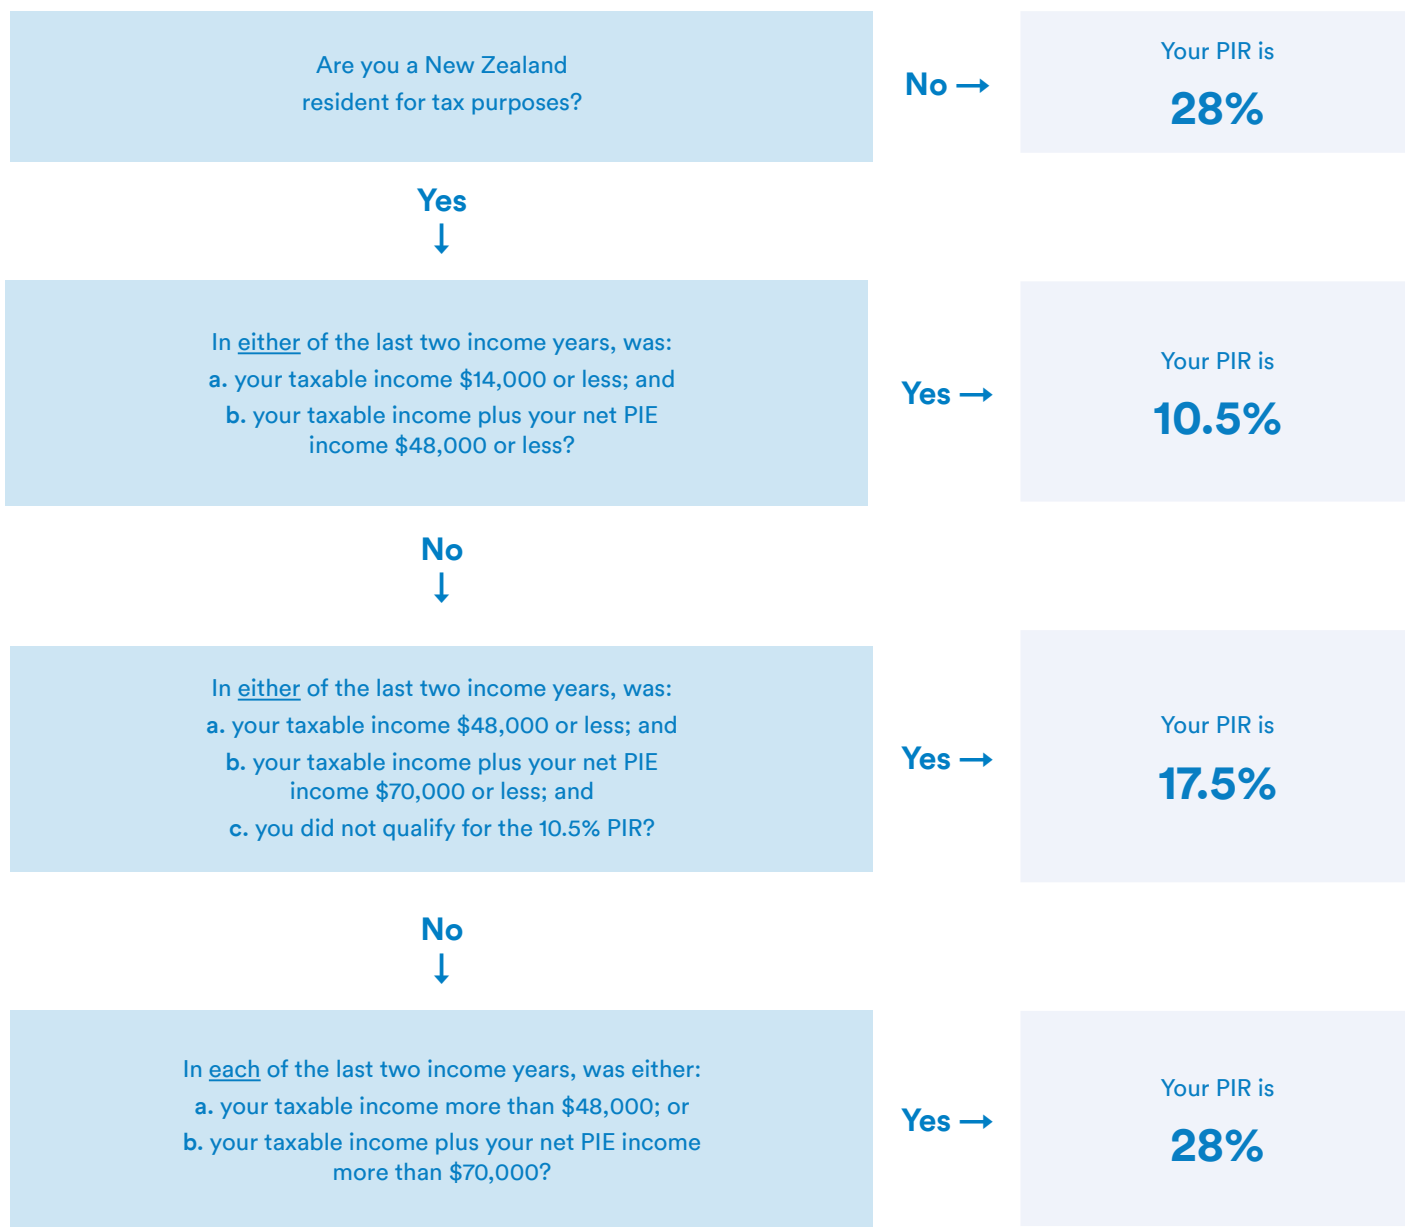 Are you a New Zealand
resident for tax purposes?
No →
Your PIR is
28%
Yes
↓
In either of the last two income years, was:
a. your taxable income $14,000 or less; and
b. your taxable income plus your net PIE
income $48,000 or less?
Yes →
Your PIR is
10.5%
No
↓
In either of the last two income years, was:
a. your taxable income $48,000 or less; and
b. your taxable income plus your net PIE
income $70,000 or less; and
c. you did not qualify for the 10.5% PIR?
Yes →
Your PIR is
17.5%
No
↓
In each of the last two income years, was either:
a. your taxable income more than $48,000; or
b. your taxable income plus your net PIE income
more than $70,000?
Yes →
Your PIR is
28%